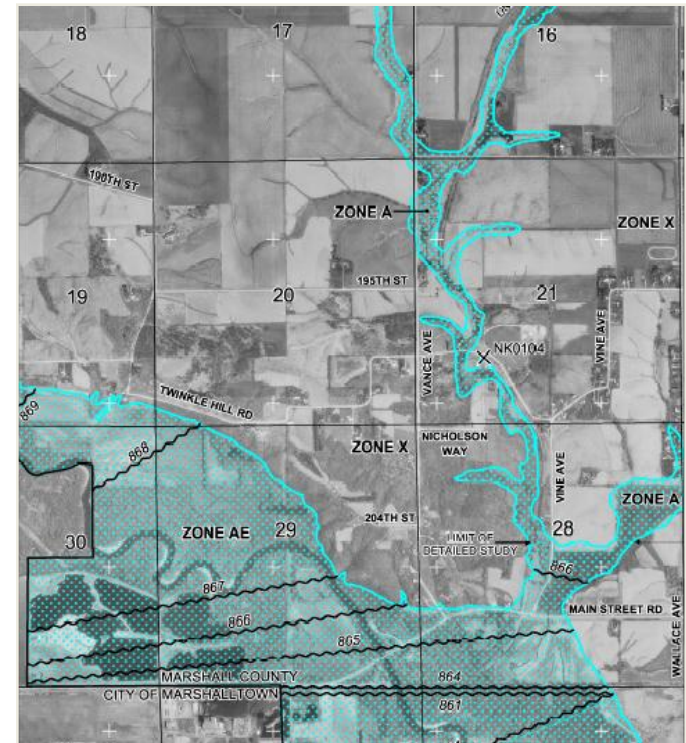 18
17
16
190TH ST
ZONE A
ZONE X
195TH ST
19
20
21
NK0104
VANCE AVE
VINE AVE
869
TWINKLE HILL RD
868
ZONE X
NICHOLSON
WAY
VINE AVE
ZONE A
204TH ST
ZONE AE
29
30
LIMIT OF
DETAILED STUDY
28
866
867
866
MAIN STREET RD
865
WALLACE AVE
MARSHALL COUNTY
864
CITY OF MARSHALLTOWN
861